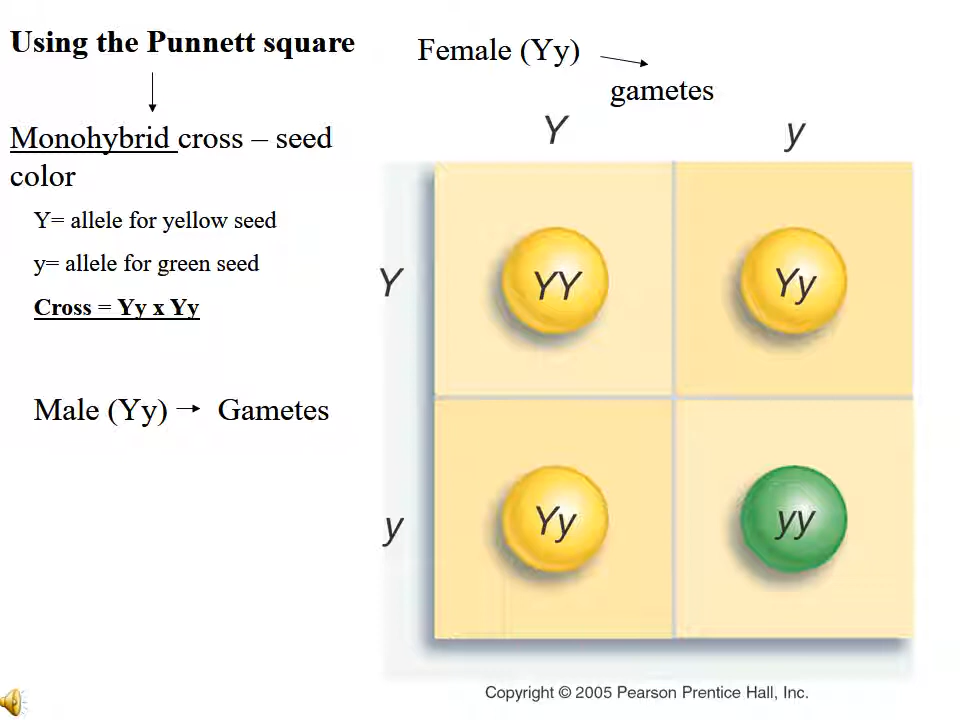 Using the Punnett square
Monohybrid cross – seed
color
Y= allele for yellow seed
y= allele for green seed
Cross = Yy x Yy
Male (Yy) → Gametes
Female (Yy)
gametes
Y y
Y YY Yy
y Yy yy
Copyright © 2005 Pearson Prentice Hall, Inc.